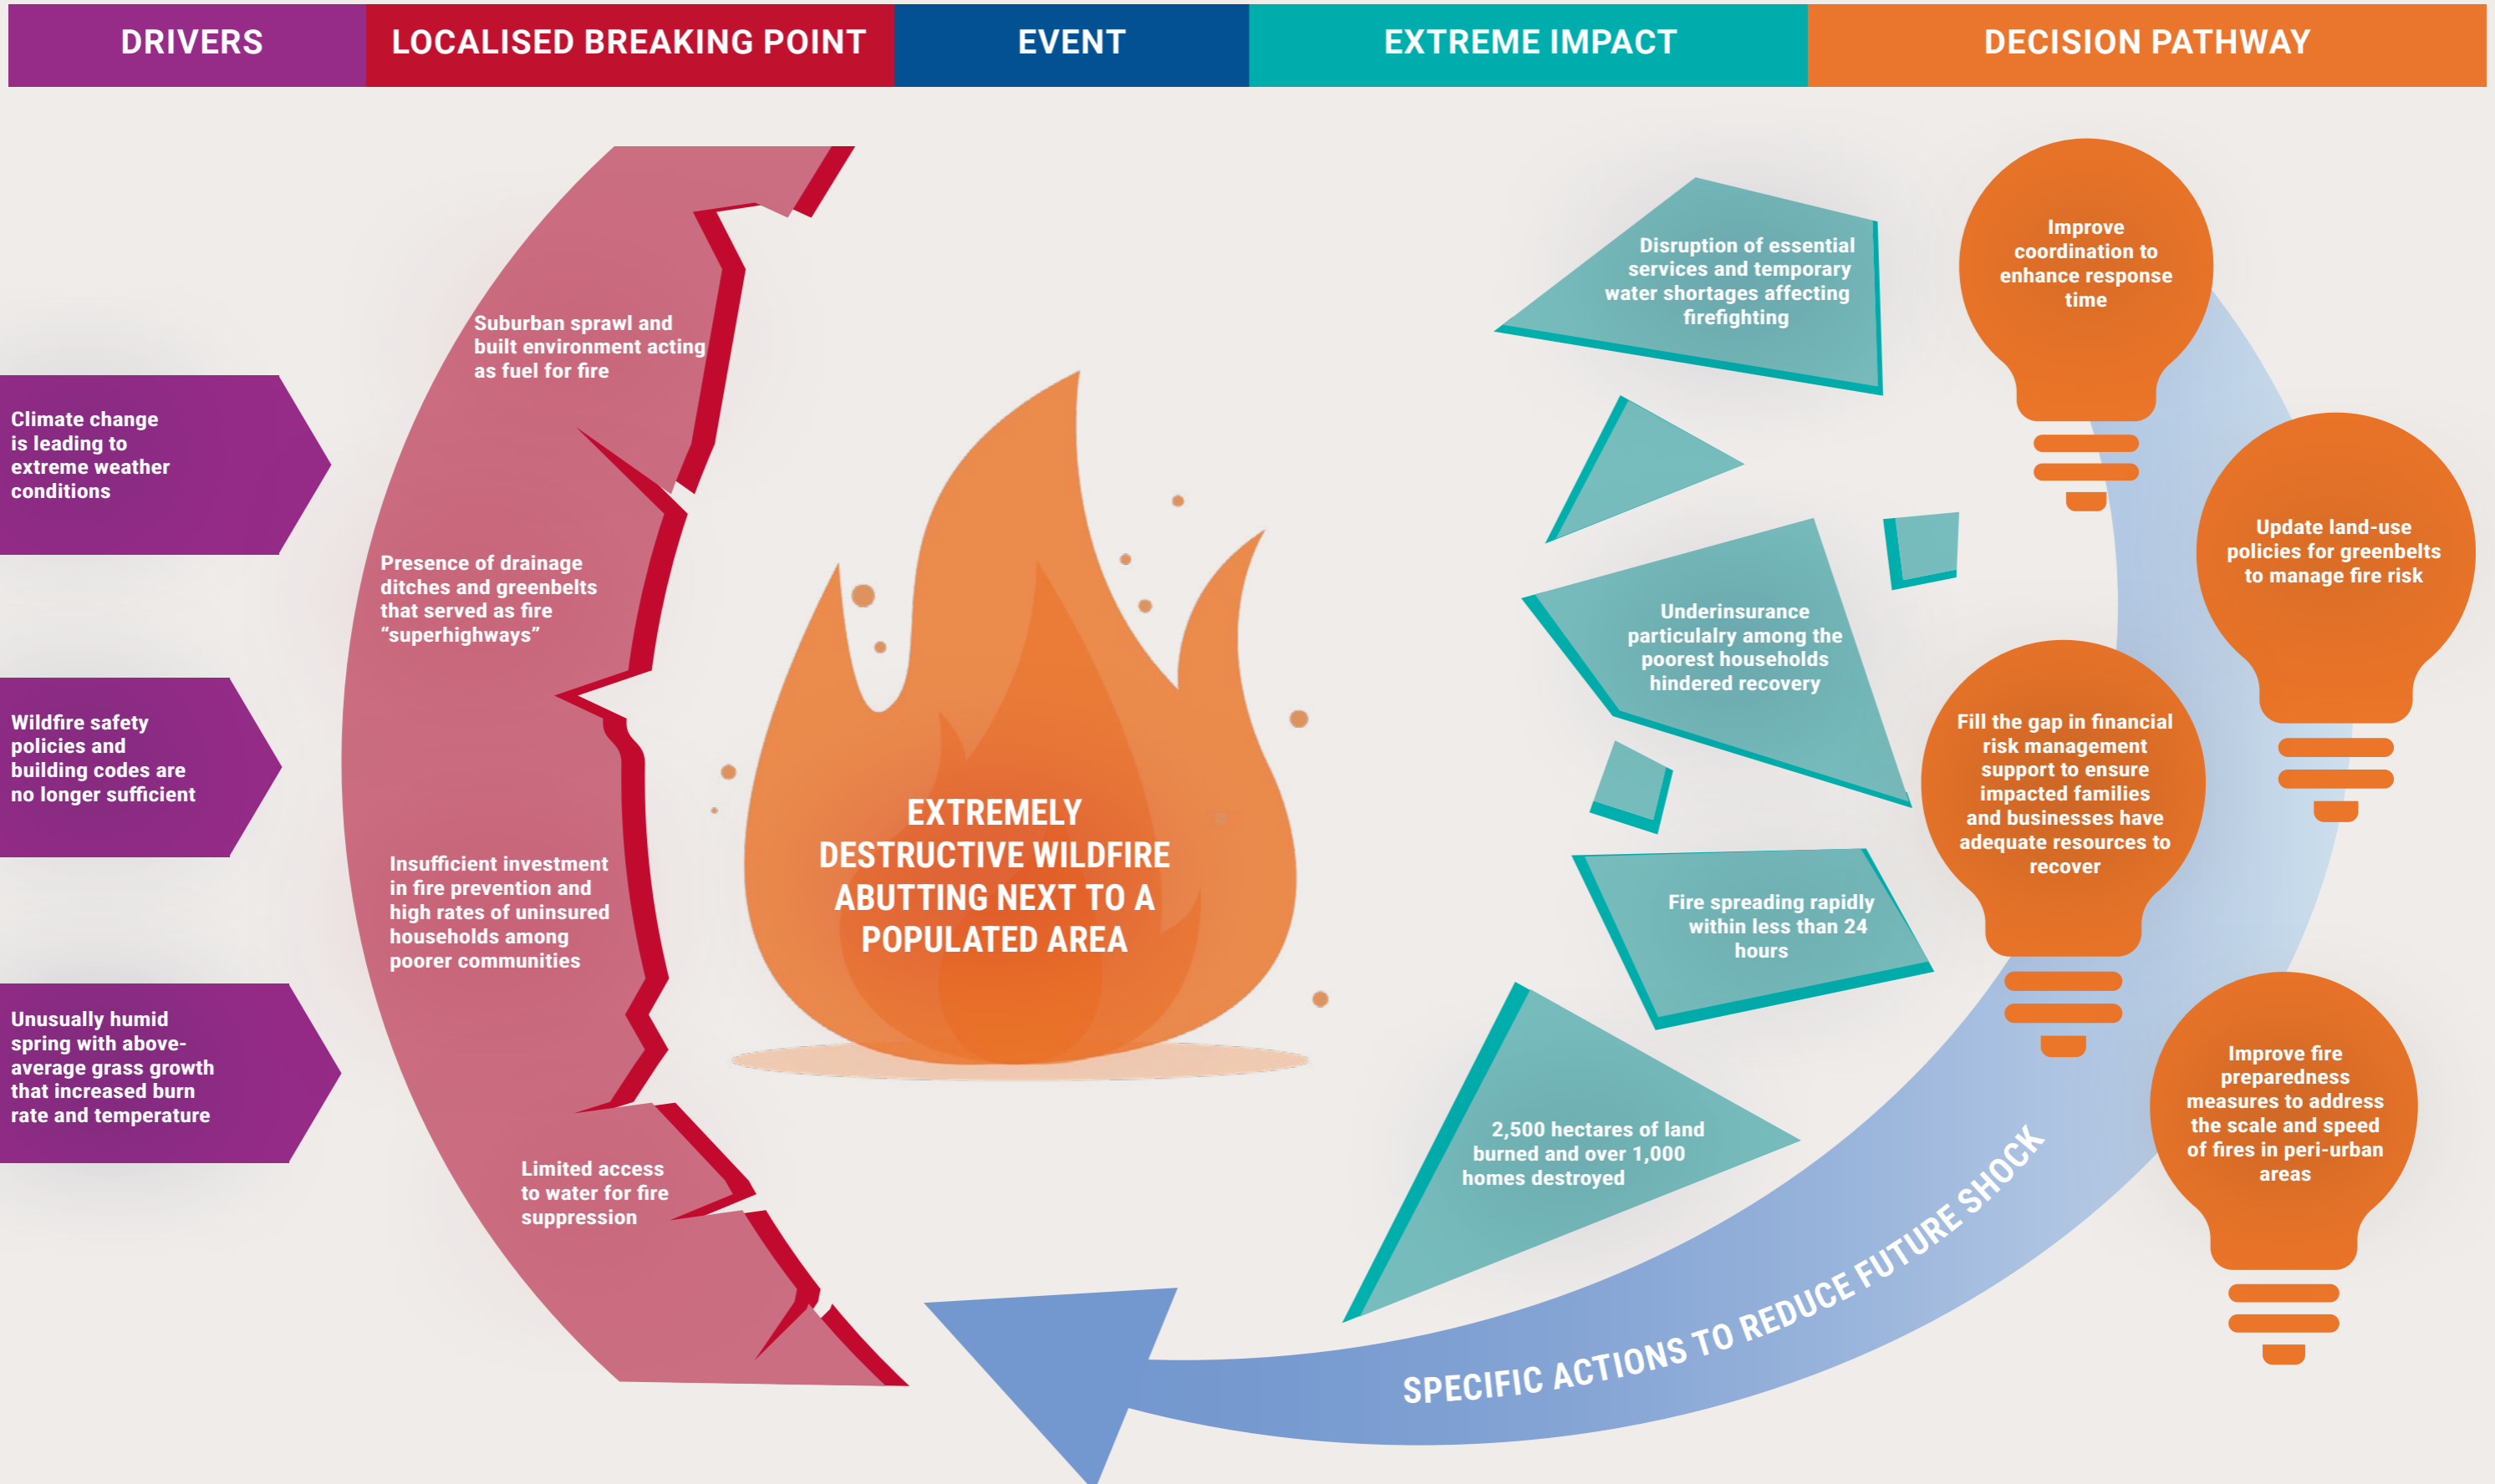 DRIVERS
LOCALISED BREAKING POINT
EVENT
EXTREME IMPACT
DECISION PATHWAY
Climate change
is leading to
extreme weather
conditions
Wildfire safety
policies and
building codes are
no longer sufficient
Unusually humid
spring with above-
average grass growth
that increased burn
rate and temperature
Suburban sprawl and
built environment acting
as fuel for fire
Presence of drainage
ditches and greenbelts
that served as fire
“superhighways”
Insufficient investment
in fire prevention and
high rates of uninsured
households among
poorer communities
Limited access
to water for fire
suppression
EXTREMELY
DESTRUCTIVE WILDFIRE
ABUTTING NEXT TO A
POPULATED AREA
Disruption of essential
services and temporary
water shortages affecting
firefighting
Underinsurance
particulalry among the
poorest households
hindered recovery
Fire spreading rapidly
within less than 24
hours
2,500 hectares of land
burned and over 1,000
homes destroyed
Improve
coordination to
enhance response
time
Update land-use
policies for greenbelts
to manage fire risk
Fill the gap in financial
risk management
support to ensure
impacted families
and businesses have
adequate resources to
recover
Improve fire
preparedness
measures to address
the scale and speed
of fires in peri-urban
areas
SPECIFIC ACTIONS TO REDUCE FUTURE SHOCK